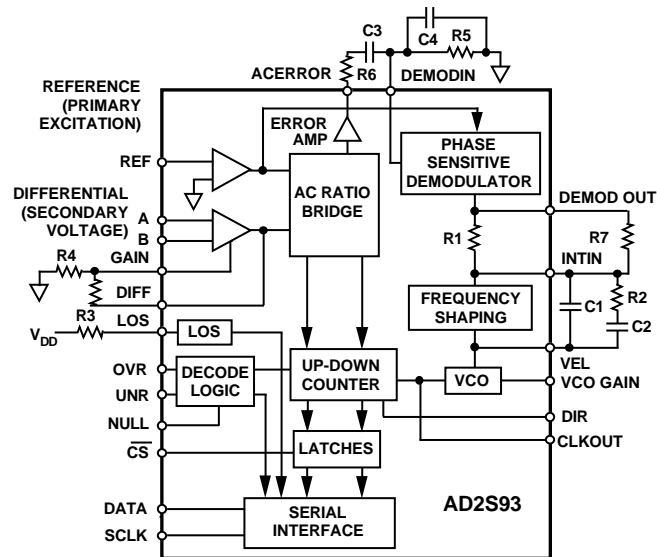 C4
C3
R5
R6
ACERROR
DEMODIN
REFERENCE
(PRIMARY
EXCITATION)
ERROR
AMP
PHASE
SENSITIVE
DEMODULATOR
REF
AC RATIO
BRIDGE
DIFFERENTIAL
(SECONDARY
VOLTAGE)
DEMOD OUT
A
B
R1
R7
GAIN
R4
INTIN
DIFF
FREQUENCY
SHAPING
C1
R2
C2
R3
LOS
VDD
LOS
VEL
OVR
DECODE
LOGIC
UP-DOWN
COUNTER
VCO
VCO GAIN
UNR
DIR
NULL
CLKOUT
CS
LATCHES
DATA
SERIAL
INTERFACE
AD2S93
SCLK